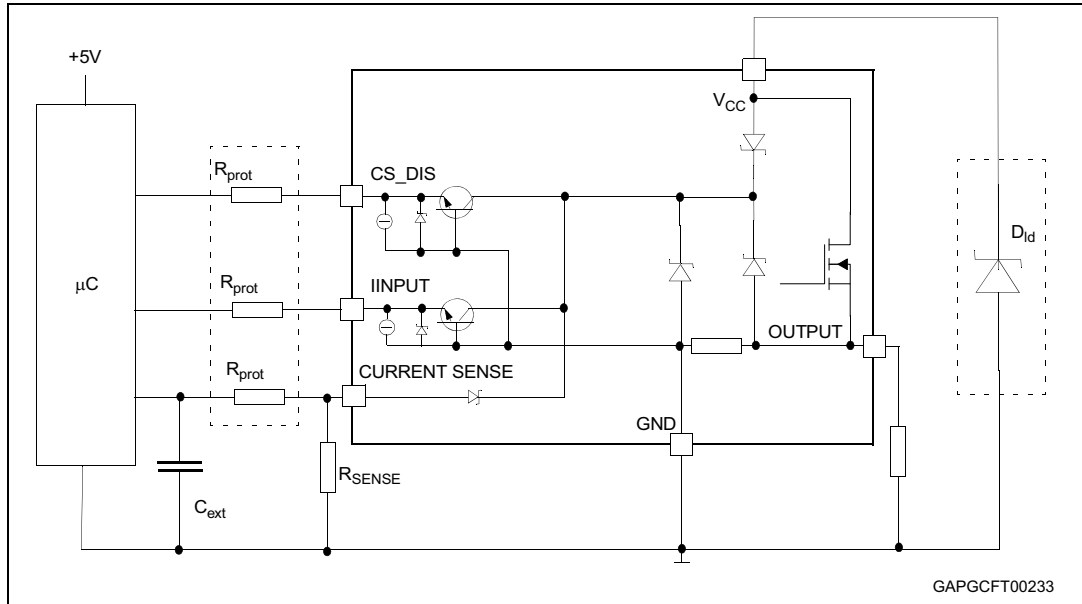 +5V
V_CC
R_prot
CS_DIS
D_ld
μC
R_prot
IINPUT
OUTPUT
R_prot
CURRENT SENSE
GND
R_SENSE
C_ext
GAPGCFT00233